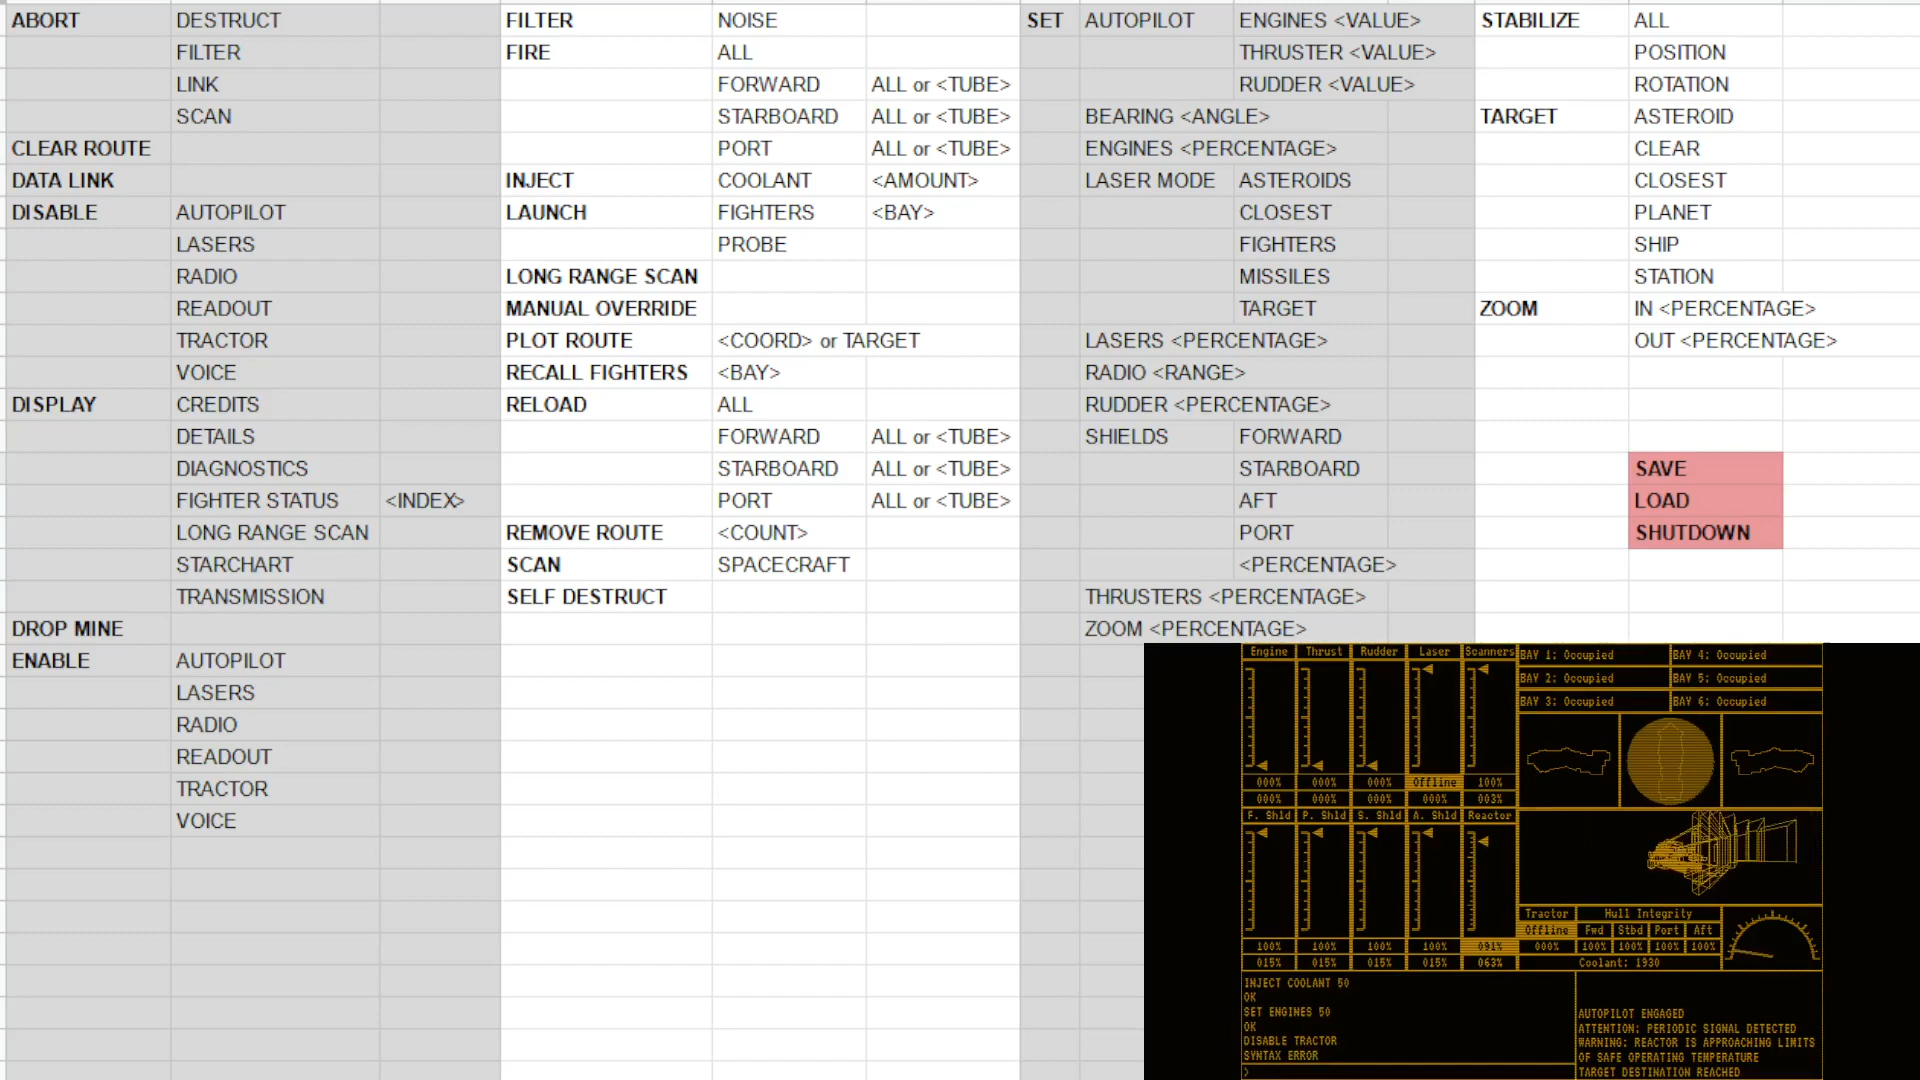 ABORT DESTRUCT FILTER NOISE SET AUTOPILOT ENGINES <VALUE> STABILIZE ALL
FILTER FIRE ALL THRUSTER <VALUE> POSITION
LINK FORWARD ALL or <TUBE> RUDDER <VALUE> ROTATION
SCAN STARBOARD ALL or <TUBE> BEARING <ANGLE> TARGET ASTEROID
CLEAR ROUTE PORT ALL or <TUBE> ENGINES <PERCENTAGE> CLEAR
DATA LINK INJECT COOLANT <AMOUNT> LASER MODE ASTEROIDS CLOSEST
DISABLE AUTOPILOT LAUNCH FIGHTERS <BAY> CLOSEST PLANET
LASERS PROBE FIGHTERS SHIP
RADIO LONG RANGE SCAN MISSILES STATION
READOUT MANUAL OVERRIDE TARGET ZOOM IN <PERCENTAGE>
TRACTOR PLOT ROUTE <COORD> or TARGET LASERS <PERCENTAGE> OUT <PERCENTAGE>
VOICE RECALL FIGHTERS <BAY> RADIO <RANGE>
DISPLAY CREDITS RELOAD ALL RUDDER <PERCENTAGE>
DETAILS FORWARD ALL or <TUBE> SHIELDS FORWARD
DIAGNOSTICS STARBOARD ALL or <TUBE> STARBOARD SAVE
FIGHTER STATUS <INDEX> PORT ALL or <TUBE> AFT LOAD
LONG RANGE SCAN REMOVE ROUTE <COUNT> PORT SHUTDOWN
STARCHART SCAN SPACECRAFT <PERCENTAGE>
TRANSMISSION SELF DESTRUCT THRUSTERS <PERCENTAGE>
DROP MINE ZOOM <PERCENTAGE>
ENABLE AUTOPILOT
LASERS
RADIO
READOUT
TRACTOR
VOICE
Engine Thrust Rudder Laser Scanners
000% 000% 000% Offline 100%
000% 000% 000% 000% 003%
F. Shld P. Shld S. Shld A. Shld Reactor
100% 100% 100% 100% 091%
015% 015% 015% 015% 063%
BAY 1: Occupied BAY 4: Occupied
BAY 2: Occupied BAY 5: Occupied
BAY 3: Occupied BAY 6: Occupied
Tractor Hull Integrity
Offline Fwd Stbd Port Aft
000% 100% 100% 100% 100%
Coolant: 1930
INJECT COOLANT 50
OK
SET ENGINES 50
OK
DISABLE TRACTOR
SYNTAX ERROR
>
AUTOPILOT ENGAGED
ATTENTION: PERIODIC SIGNAL DETECTED
WARNING: REACTOR IS APPROACHING LIMITS
OF SAFE OPERATING TEMPERATURE
TARGET DESTINATION REACHED